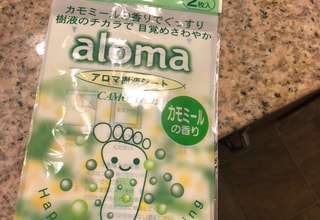 2枚入
カモミールの香りでぐっすり
樹液のチカラで 目覚めさわやか
aloma
アロマ樹液シート
カモミール
の香り